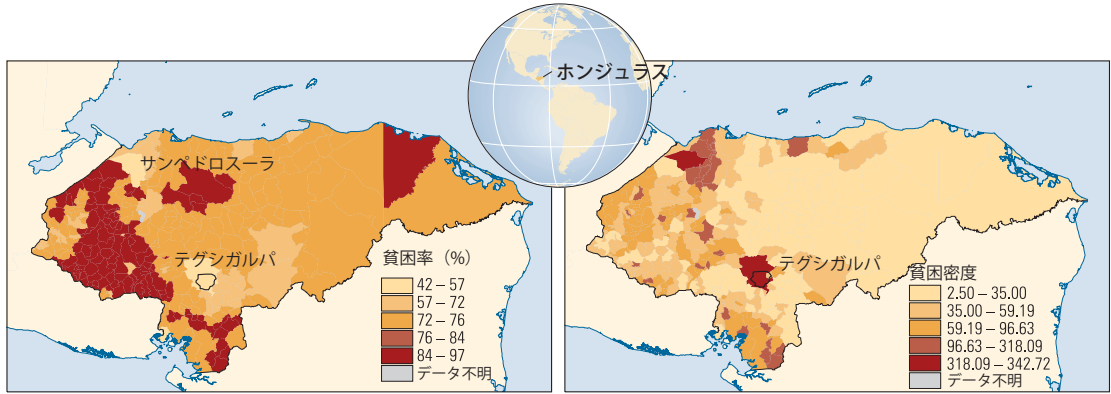 ホンジュラス
サンペドロスーラ
テグシガルパ
貧困率（%）
42 – 57
57 – 72
72 – 76
76 – 84
84 – 97
データ不明
テグシガルパ
貧困密度
2.50 – 35.00
35.00 – 59.19
59.19 – 96.63
96.63 – 318.09
318.09 – 342.72
データ不明